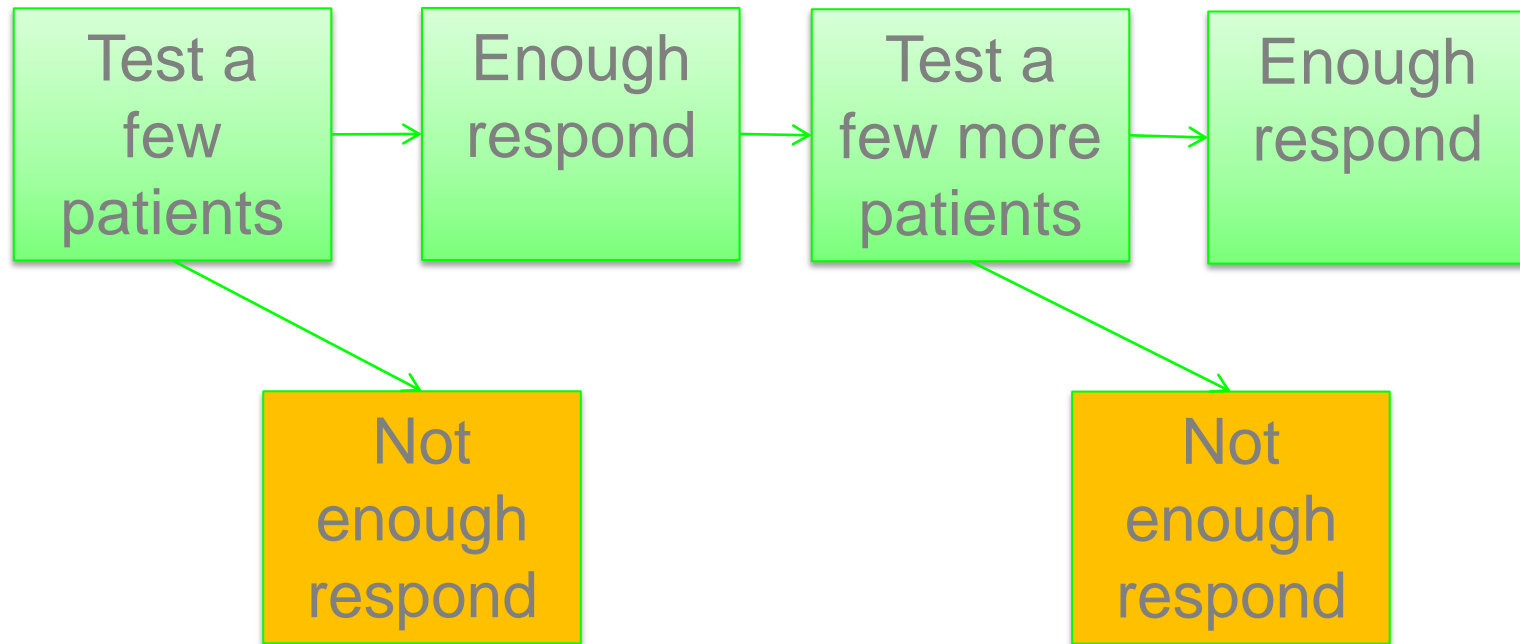 Test a
few
patients
Enough
respond
Test a
few more
patients
Enough
respond
Not
enough
respond
Not
enough
respond